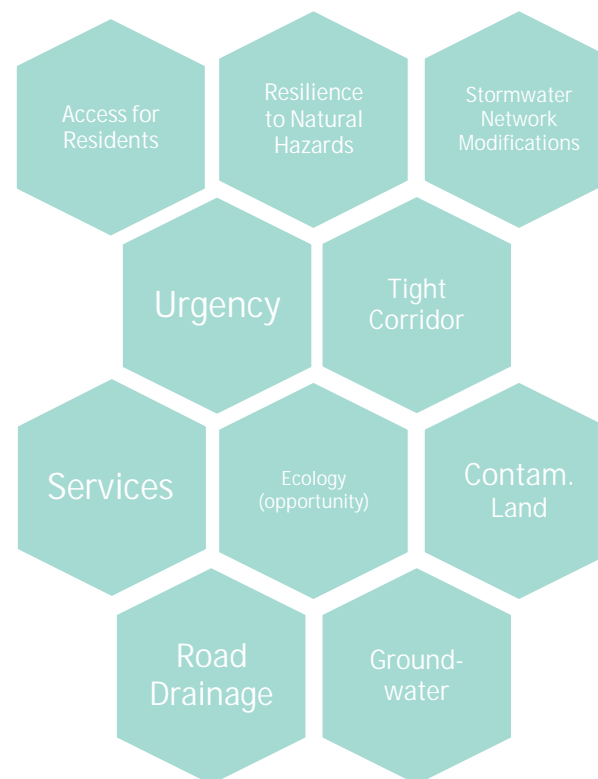 Access for
Residents
Resilience
to Natural
Hazards
Stormwater
Network
Modifications
Urgency
Tight
Corridor
Services
Ecology
(opportunity)
Contam.
Land
Road
Drainage
Ground-
water